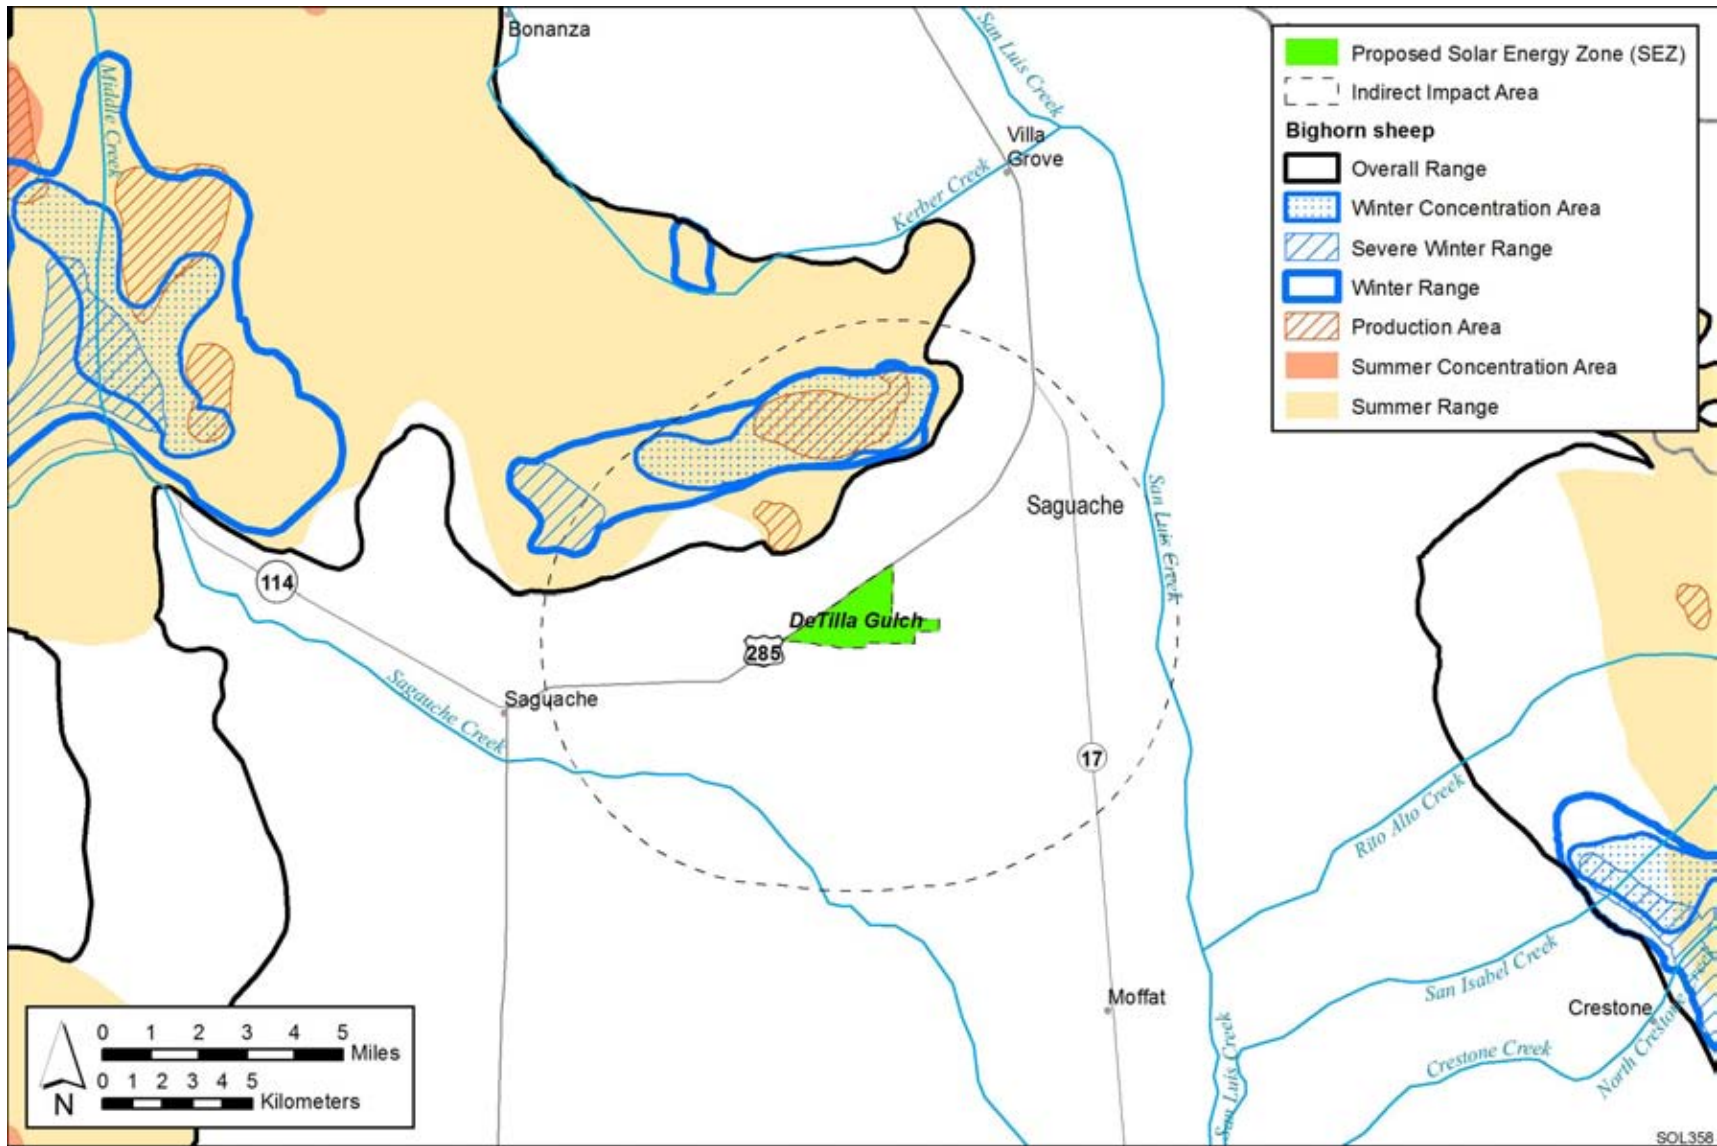 Bonanza
San Luis Creek
Middle Creek
Villa
Grove
Kerber Creek
Proposed Solar Energy Zone (SEZ)
Indirect Impact Area
Bighorn sheep
Overall Range
Winter Concentration Area
Severe Winter Range
Winter Range
Production Area
Summer Concentration Area
Summer Range
Saguache
San Luis Creek
114
DeTilla Gulch
285
Saguache
Sagauche Creek
17
Rito Alto Creek
San Isabel Creek
Moffat
Crestone
North Crestone Creek
Crestone Creek
San Luis Creek
0 1 2 3 4 5
Miles
0 1 2 3 4 5
Kilometers
N
SOL358